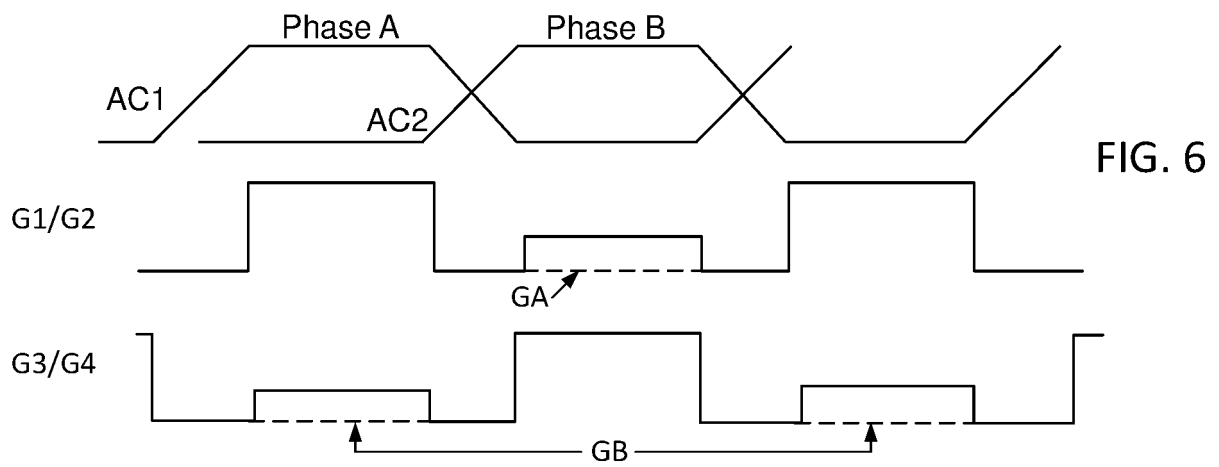 Phase A
Phase B
AC1
AC2
FIG. 6
G1/G2
GA
G3/G4
GB